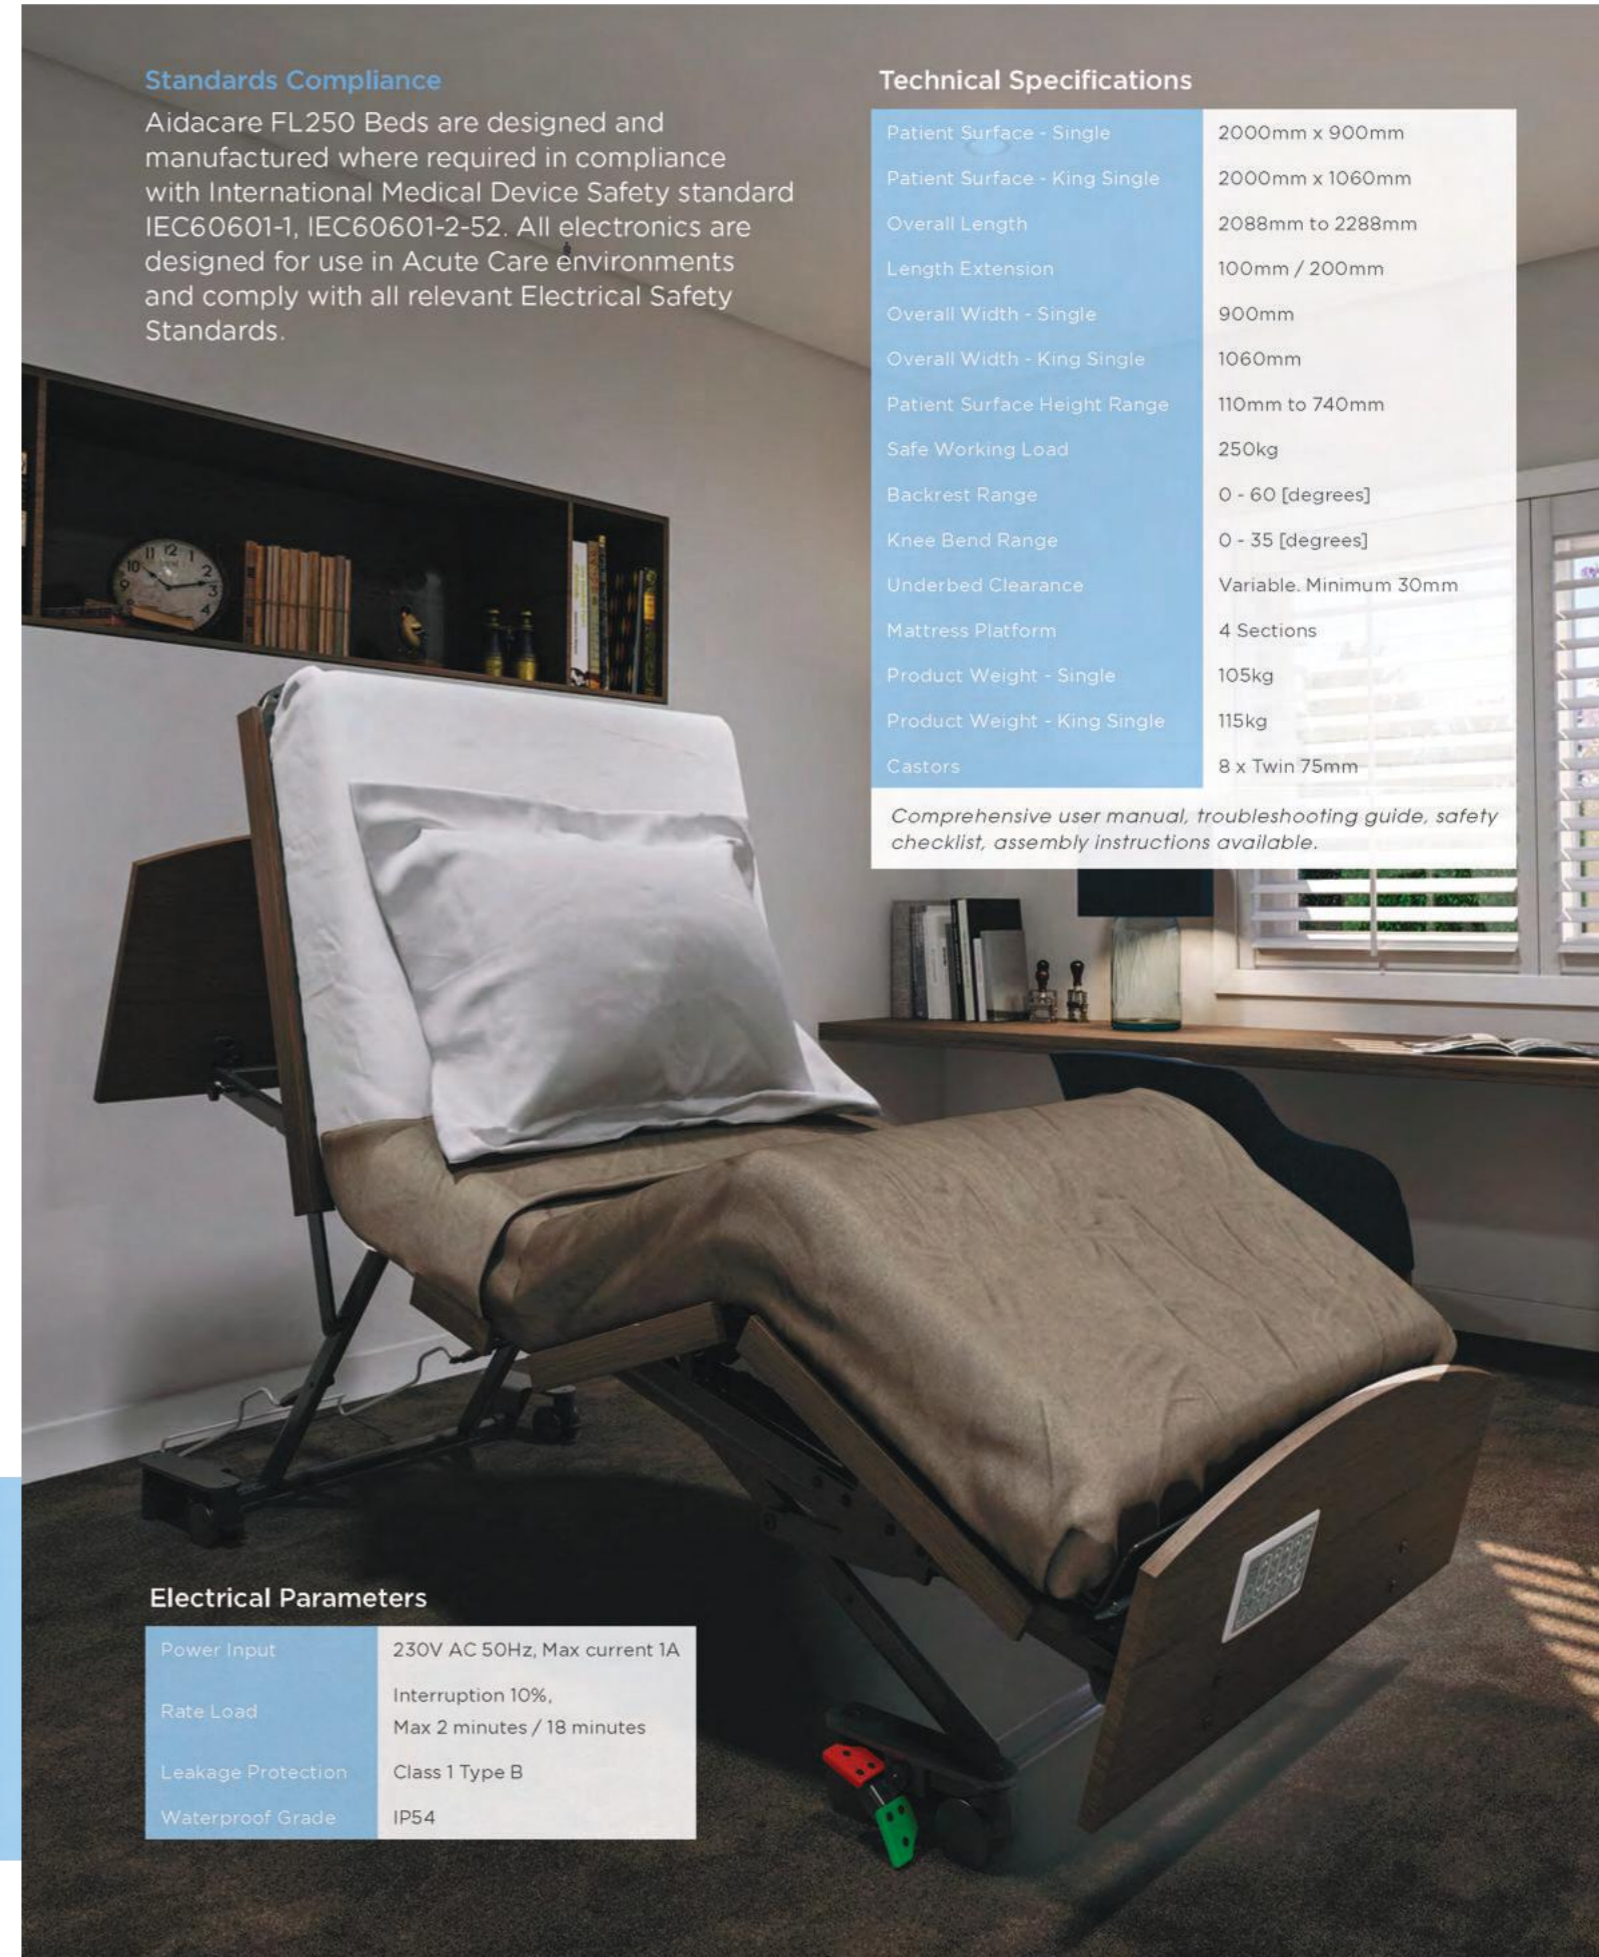 Standards Compliance
Aidacare FL250 Beds are designed and
manufactured where required in compliance
with International Medical Device Safety standard
IEC60601-1, IEC60601-2-52. All electronics are
designed for use in Acute Care environments
and comply with all relevant Electrical Safety
Standards.
Technical Specifications
Patient Surface - Single 2000mm x 900mm
Patient Surface - King Single 2000mm x 1060mm
Overall Length 2088mm to 2288mm
Length Extension 100mm / 200mm
Overall Width - Single 900mm
Overall Width - King Single 1060mm
Patient Surface Height Range 110mm to 740mm
Safe Working Load 250kg
Backrest Range 0 - 60 [degrees]
Knee Bend Range 0 - 35 [degrees]
Underbed Clearance Variable. Minimum 30mm
Mattress Platform 4 Sections
Product Weight - Single 105kg
Product Weight - King Single 115kg
Castors 8 x Twin 75mm
Comprehensive user manual, troubleshooting guide, safety
checklist, assembly instructions available.
11 12 1
10 2
9 3
4
Electrical Parameters
Power Input 230V AC 50Hz, Max current 1A
Rate Load Interruption 10%,
Max 2 minutes / 18 minutes
Leakage Protection Class 1 Type B
Waterproof Grade IP54